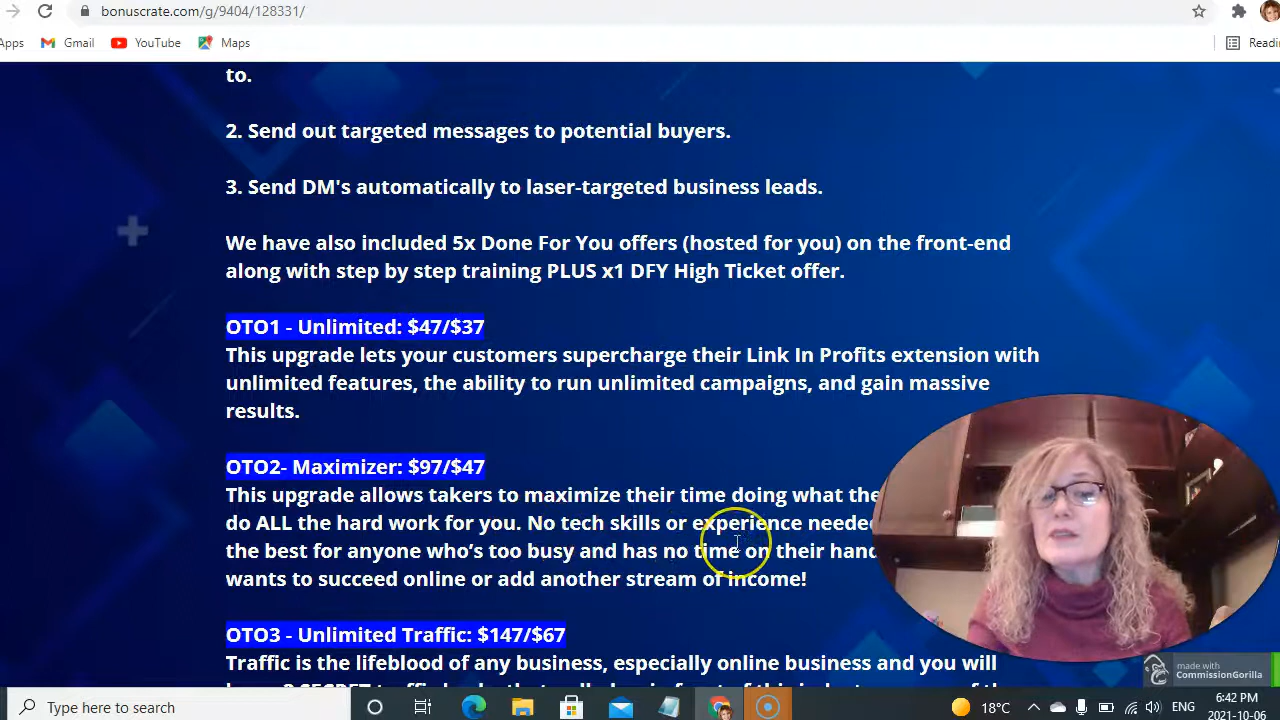 bonuscrate.com/g/9404/128331/
Apps Gmail YouTube Maps Readi
to.
2. Send out targeted messages to potential buyers.
3. Send DM's automatically to laser-targeted business leads.
We have also included 5x Done For You offers (hosted for you) on the front-end
along with step by step training PLUS x1 DFY High Ticket offer.
OTO1 - Unlimited: $47/$37
This upgrade lets your customers supercharge their Link In Profits extension with
unlimited features, the ability to run unlimited campaigns, and gain massive
results.
OTO2- Maximizer: $97/$47
This upgrade allows takers to maximize their time doing what the
do ALL the hard work for you. No tech skills or experience neede
the best for anyone who's too busy and has no time on their hand
wants to succeed online or add another stream of income!
OTO3 - Unlimited Traffic: $147/$67
Traffic is the lifeblood of any business, especially online business and you will
made with
CommissionGorilla
Type here to search
18°C
ENG
6:42 PM
2021-10-06